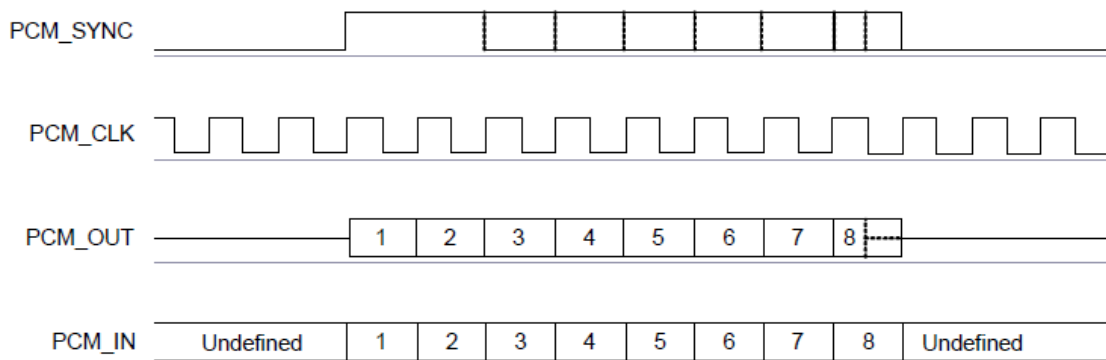 PCM_SYNC
PCM_CLK
PCM_OUT 1 2 3 4 5 6 7 8
PCM_IN Undefined 1 2 3 4 5 6 7 8 Undefined